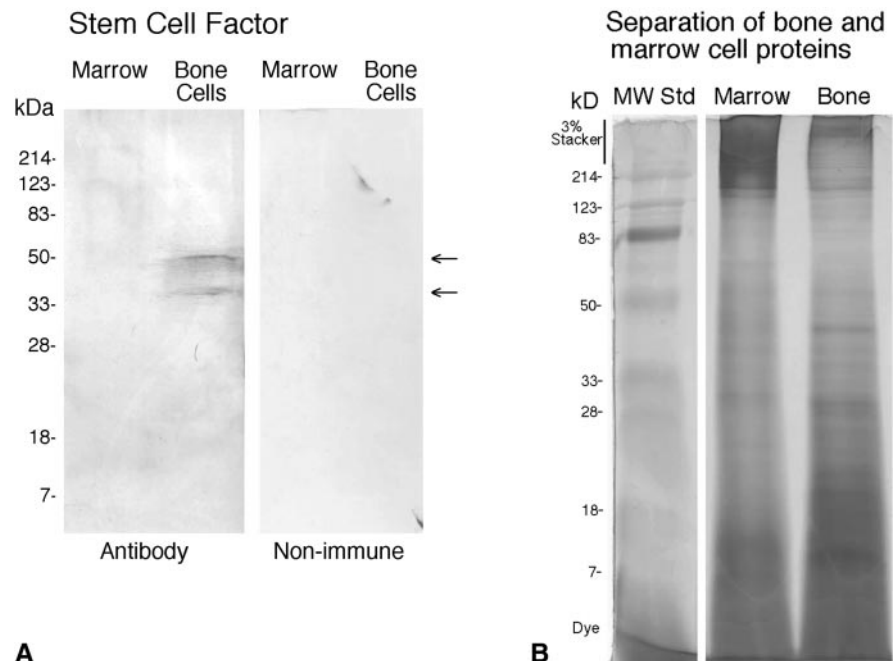 Stem Cell Factor
Marrow Bone Cells Marrow Bone Cells
kDa
214-
123-
83-
50-
33-
28-
18-
7-
Antibody Non-immune
A
Separation of bone and
marrow cell proteins
kD MW Std Marrow Bone
3%
Stacker
214-
123-
83-
50-
33-
28-
18-
7-
Dye
B